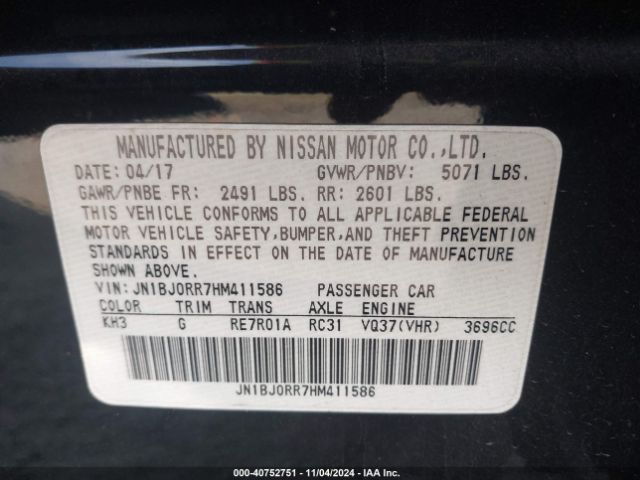 MANUFACTURED BY NISSAN MOTOR CO.,LTD.
DATE: 04/17 GVWR/PNBV: 5071 LBS.
GAWR/PNBE FR: 2491 LBS. RR: 2601 LBS.
THIS VEHICLE CONFORMS TO ALL APPLICABLE FEDERAL
MOTOR VEHICLE SAFETY,BUMPER,AND THEFT PREVENTION
STANDARDS IN EFFECT ON THE DATE OF MANUFACTURE
SHOWN ABOVE.
VIN:JN1BJ0RR7HM411586 PASSENGER CAR
COLOR TRIM TRANS AXLE ENGINE
KH3 G RE7R01A RC31 VQ37(VHR) 3696CC
JN1BJ0RR7HM411586
000-40752751 - 11/04/2024 - IAA Inc.